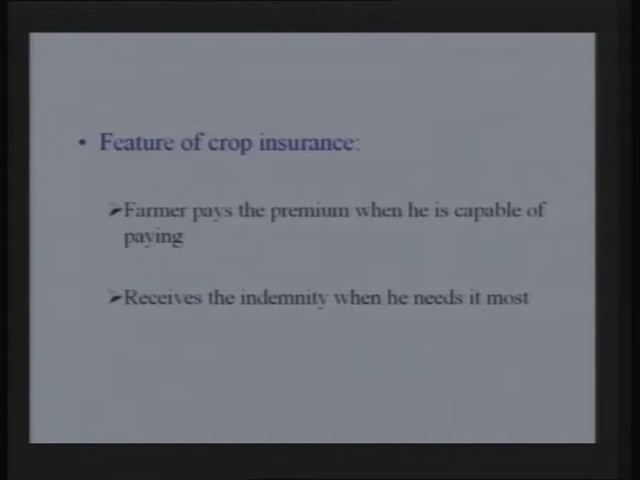 • Feature of crop insurance:
➢Farmer pays the premium when he is capable of
paying
➢Receives the indemnity when he needs it most